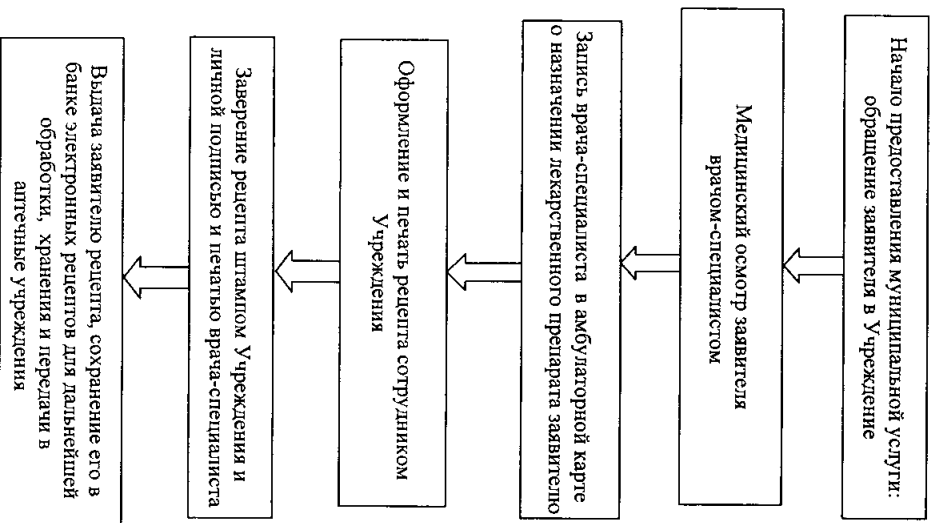 Начало предоставления муниципальной услуги:
обращение заявителя в Учреждение
Медицинский осмотр заявителя
врачом-специалистом
Запись врача-специалиста в амбулаторной карте
о назначении лекарственного препарата заявителю
Оформление и печать рецепта сотрудником
Учреждения
Заверение рецепта штампом Учреждения и
личной подписью и печатью врача-специалиста
Выдача заявителю рецепта, сохранение его в
банке электронных рецептов для дальнейшей
обработки, хранения и передачи в
аптечные учреждения